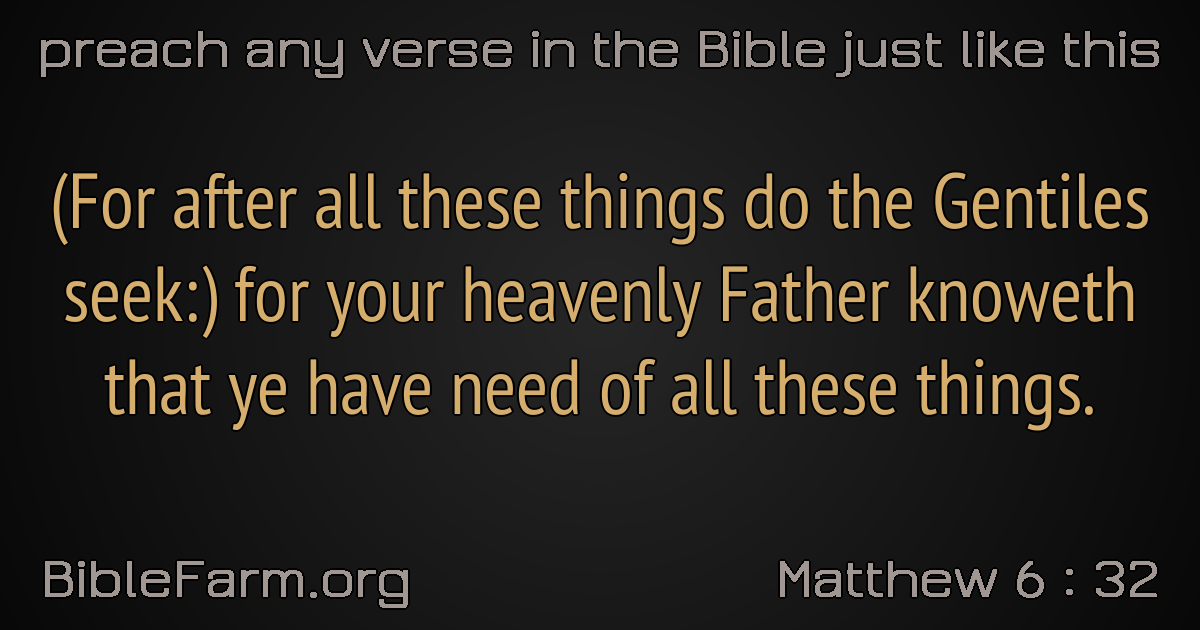 preach any verse in the Bible just like this
(For after all these things do the Gentiles
seek:) for your heavenly Father knoweth
that ye have need of all these things.
BibleFarm.org
Matthew 6 : 32